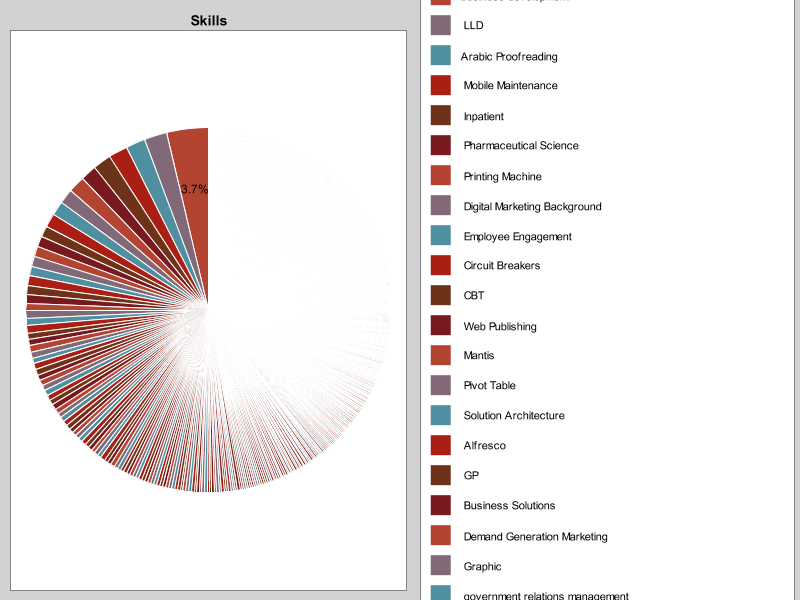 Skills
3.7%
business development
LLD
Arabic Proofreading
Mobile Maintenance
Inpatient
Pharmaceutical Science
Printing Machine
Digital Marketing Background
Employee Engagement
Circuit Breakers
CBT
Web Publishing
Mantis
Pivot Table
Solution Architecture
Alfresco
GP
Business Solutions
Demand Generation Marketing
Graphic
government relations management